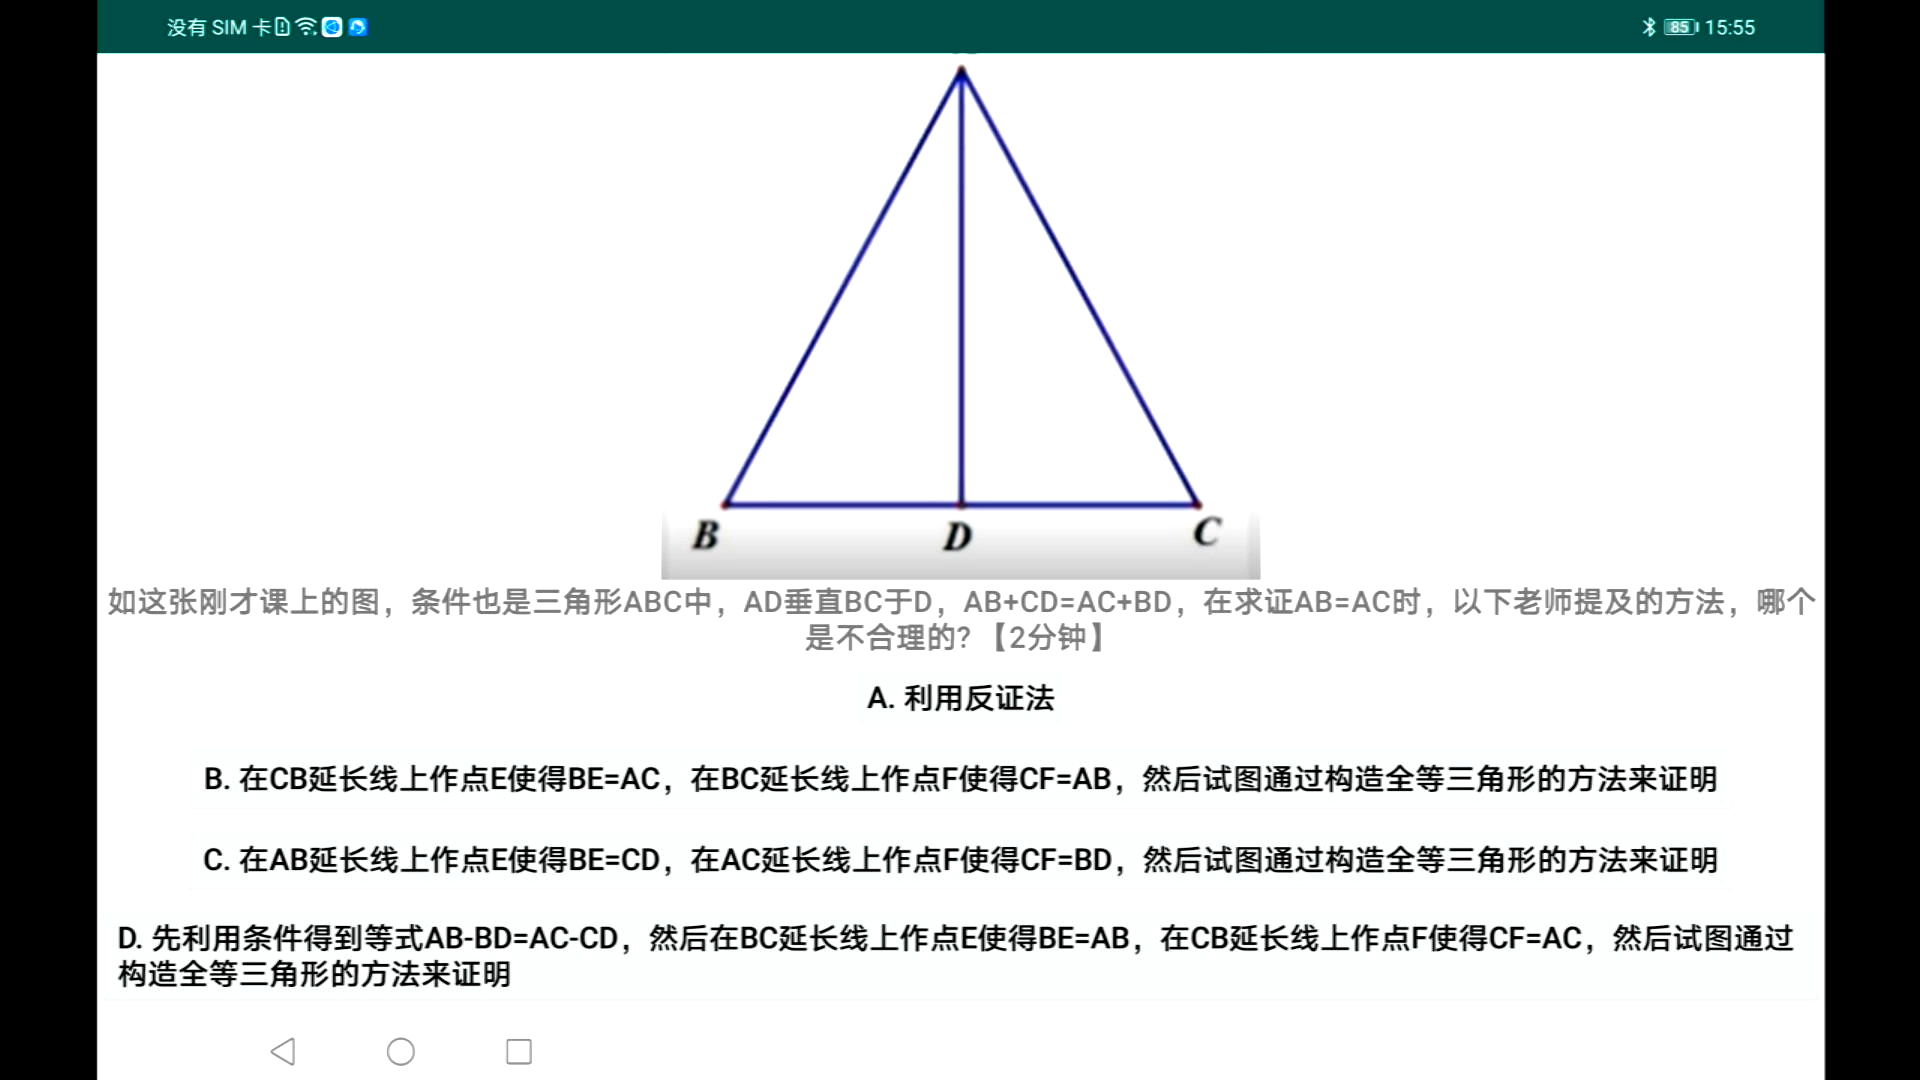 没有 SIM 卡
85 15:55
B
D
C
如这张刚才课上的图，条件也是三角形ABC中，AD垂直BC于D，AB+CD=AC+BD，在求证AB=AC时，以下老师提及的方法，哪个
是不合理的?【2分钟】
A. 利用反证法
B. 在CB延长线上作点E使得BE=AC，在BC延长线上作点F使得CF=AB，然后试图通过构造全等三角形的方法来证明
C. 在AB延长线上作点E使得BE=CD，在AC延长线上作点F使得CF=BD，然后试图通过构造全等三角形的方法来证明
D. 先利用条件得到等式AB-BD=AC-CD，然后在BC延长线上作点E使得BE=AB，在CB延长线上作点F使得CF=AC，然后试图通过
构造全等三角形的方法来证明